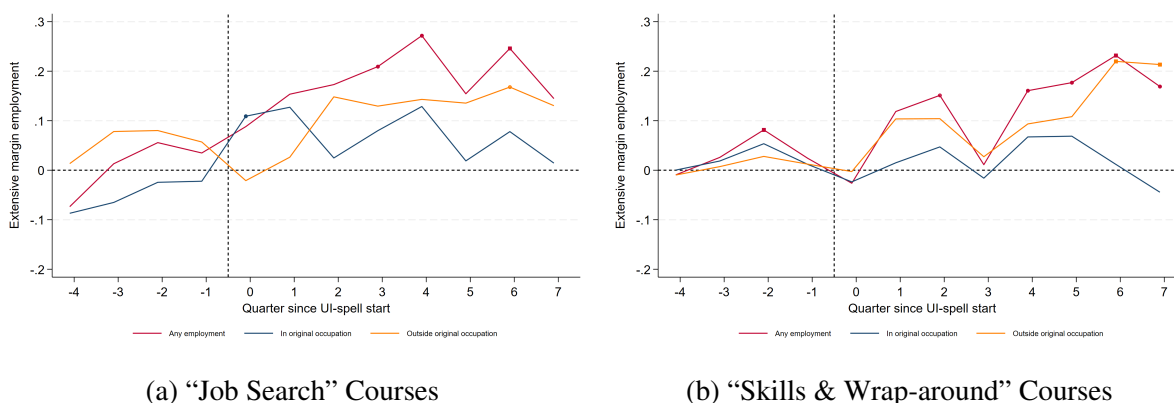 Extensive margin employment
.3
.2
.1
0
-.1
-.2
-4 -3 -2 -1 0 1 2 3 4 5 6 7
Quarter since UI-spell start
Any employment In original occupation Outside original occupation
(a) “Job Search” Courses
Extensive margin employment
.3
.2
.1
0
-.1
-.2
-4 -3 -2 -1 0 1 2 3 4 5 6 7
Quarter since UI-spell start
Any employment In original occupation Outside original occupation
(b) “Skills & Wrap-around” Courses